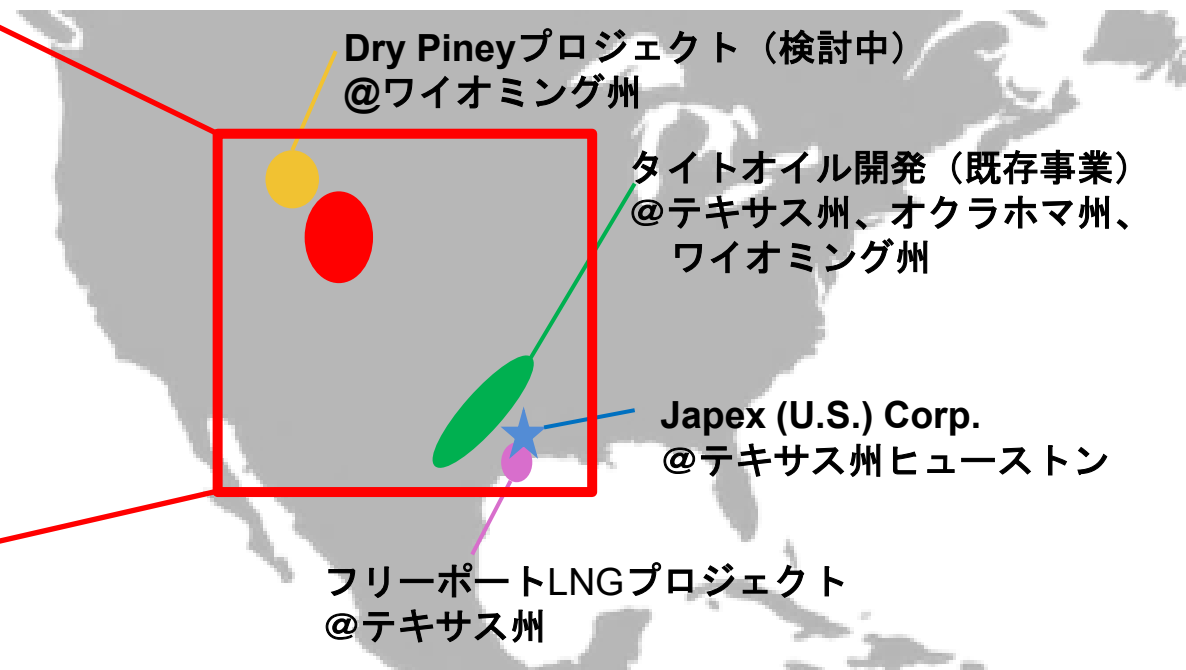 Dry Pineyプロジェクト（検討中）
@ワイオミング州
タイトオイル開発（既存事業）
@テキサス州、オクラホマ州、
ワイオミング州
Japex (U.S.) Corp.
@テキサス州ヒューストン
フリーポートLNGプロジェクト
@テキサス州